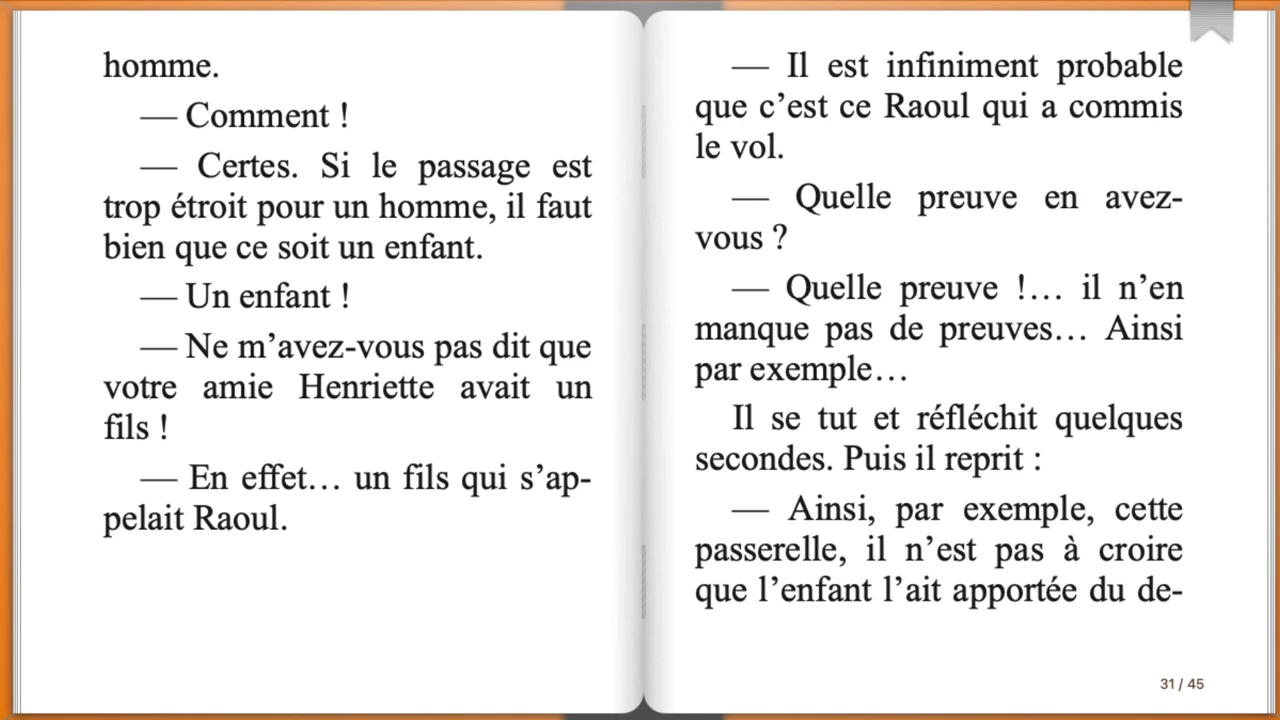 homme.
— Comment !
— Certes. Si le passage est
trop étroit pour un homme, il faut
bien que ce soit un enfant.
— Un enfant !
— Ne m’avez-vous pas dit que
votre amie Henriette avait un
fils !
— En effet… un fils qui s’ap-
pelait Raoul.
— Il est infiniment probable
que c’est ce Raoul qui a commis
le vol.
— Quelle preuve en avez-
vous ?
— Quelle preuve !… il n’en
manque pas de preuves… Ainsi
par exemple…
Il se tut et réfléchit quelques
secondes. Puis il reprit :
— Ainsi, par exemple, cette
passerelle, il n’est pas à croire
que l’enfant l’ait apportée du de-
31 / 45